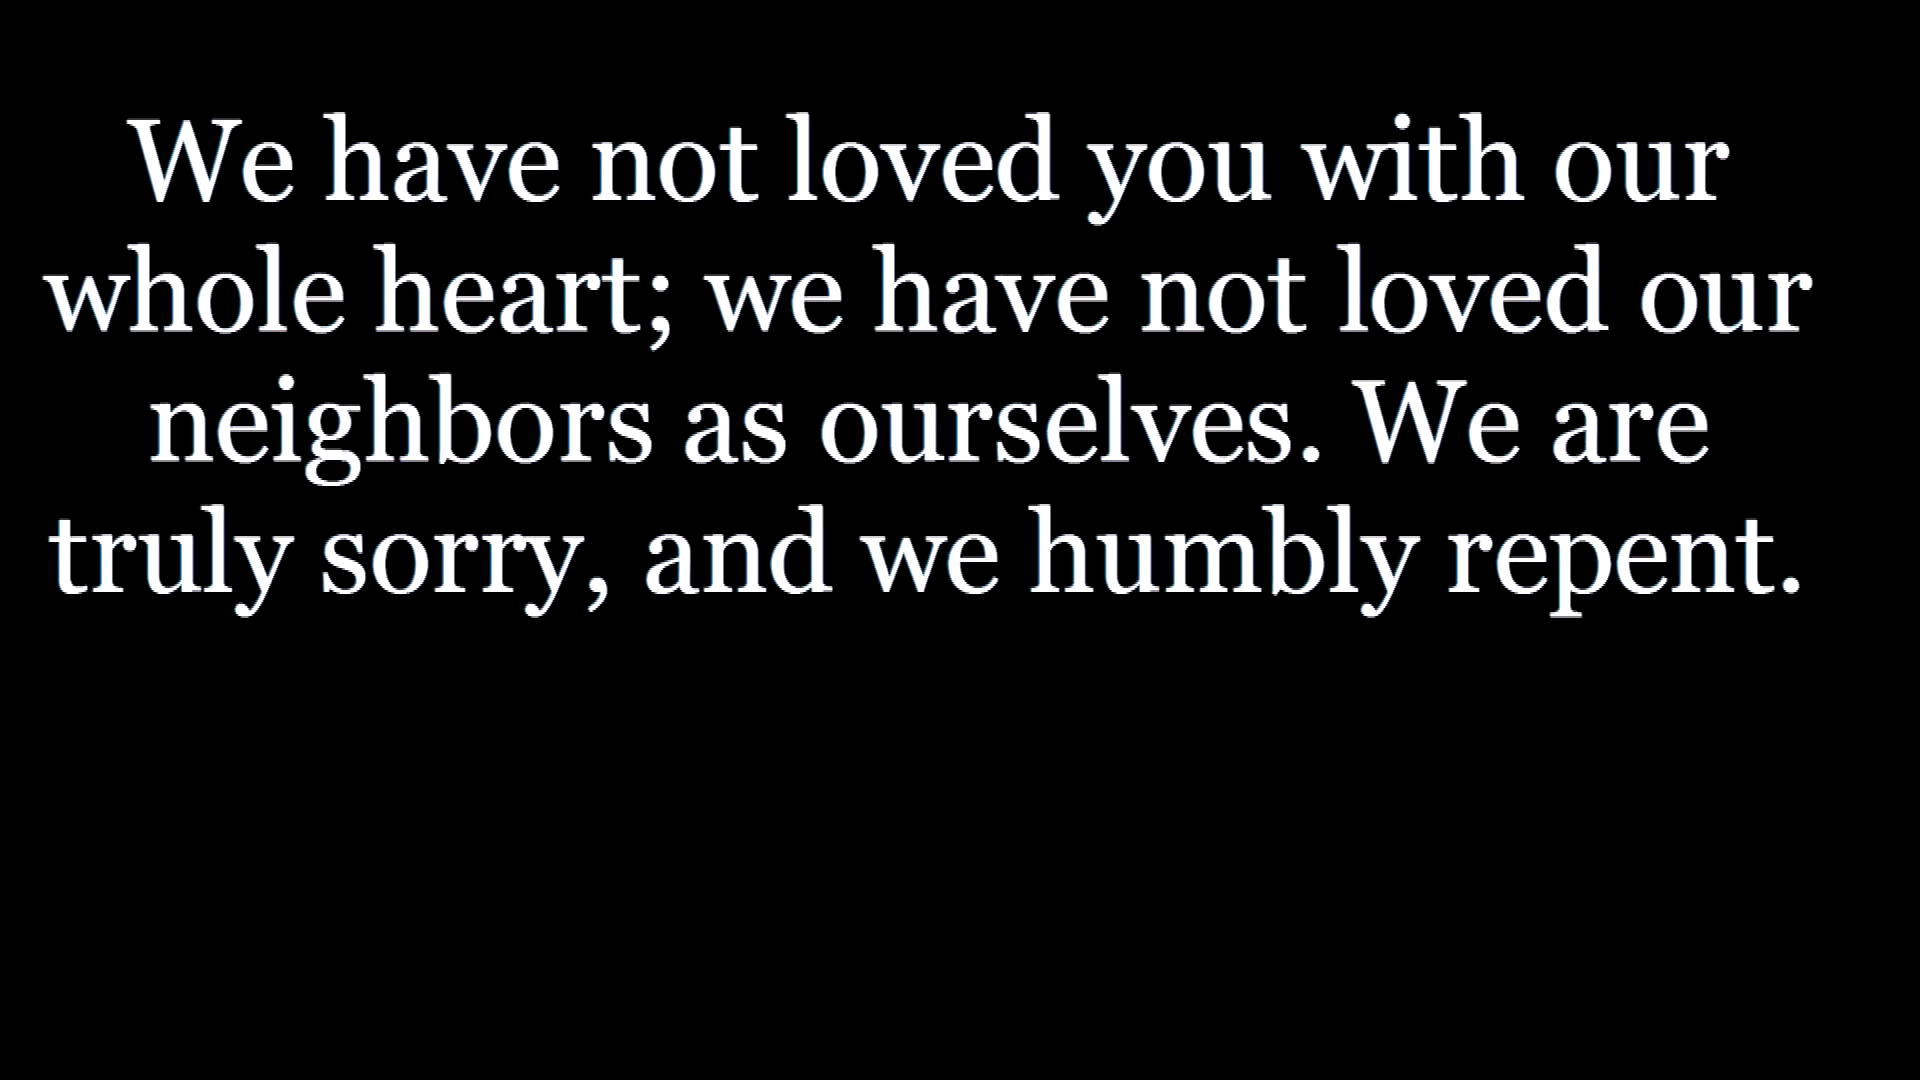 We have not loved you with our
whole heart; we have not loved our
neighbors as ourselves. We are
truly sorry, and we humbly repent.